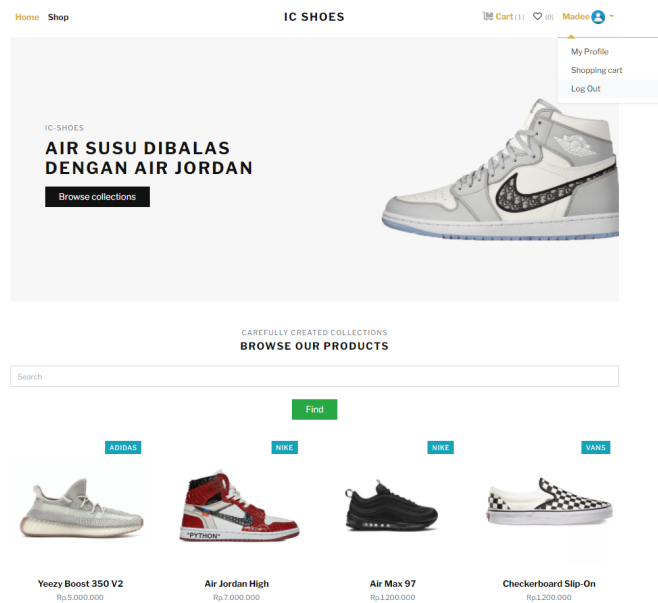 Home Shop IC SHOES Cart (1) (0) Madee
My Profile
Shopping cart
Log Out
IC-SHOES
AIR SUSU DIBALAS
DENGAN AIR JORDAN
Browse collections
CAREFULLY CREATED COLLECTIONS
BROWSE OUR PRODUCTS
Search
Find
ADIDAS NIKE NIKE VANS
"PYTHON"
Yeezy Boost 350 V2 Air Jordan High Air Max 97 Checkerboard Slip-On
Rp.5.000.000 Rp.7.000.000 Rp.1.200.000 Rp.1.200.000